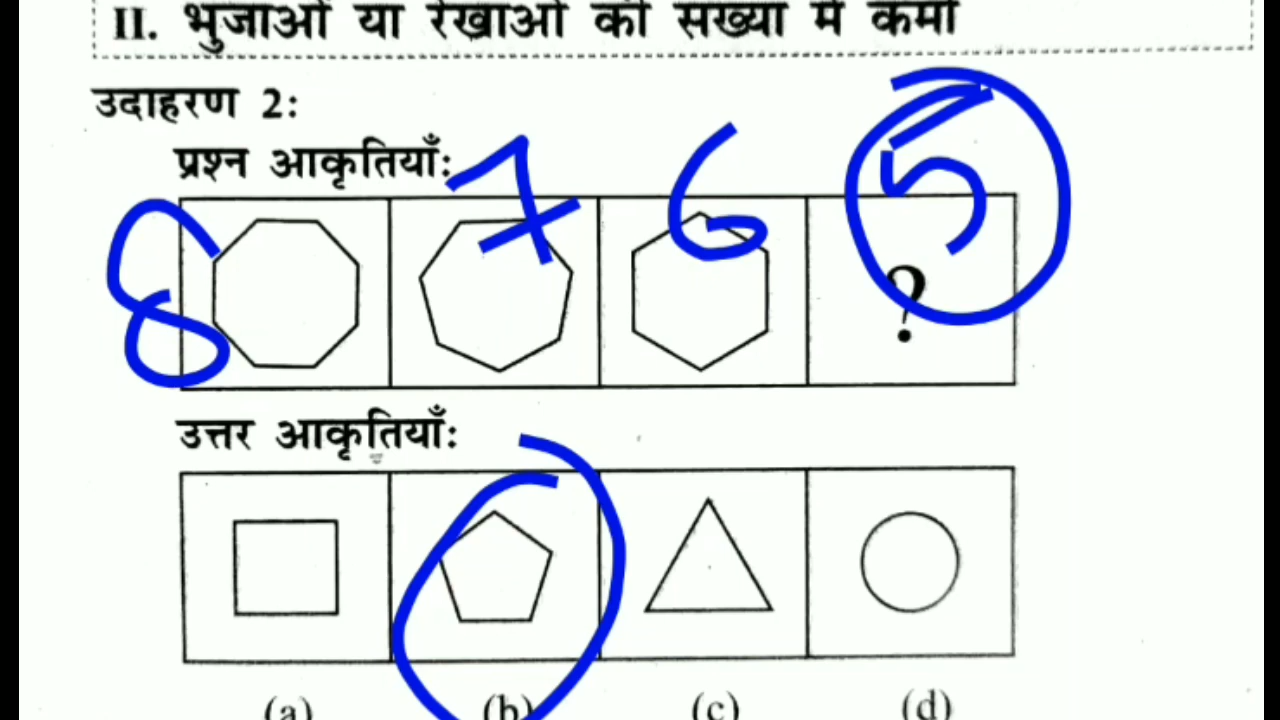 II. भुजाओं या रेखाओं की संख्या में कमी
उदाहरण 2:
प्रश्न आकृतियाँ:
8 7 6 5
?
उत्तर आकृतियाँ:
(a) (b) (c) (d)